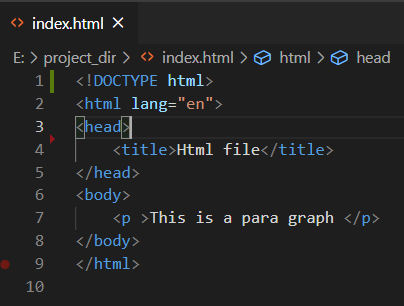 <> index.html ×
E: > project_dir > <> index.html > html > head
1 <!DOCTYPE html>
2 <html lang="en">
3 <head>
4 <title>Html file</title>
5 </head>
6 <body>
7 <p >This is a para graph </p>
8 </body>
9 </html>
10